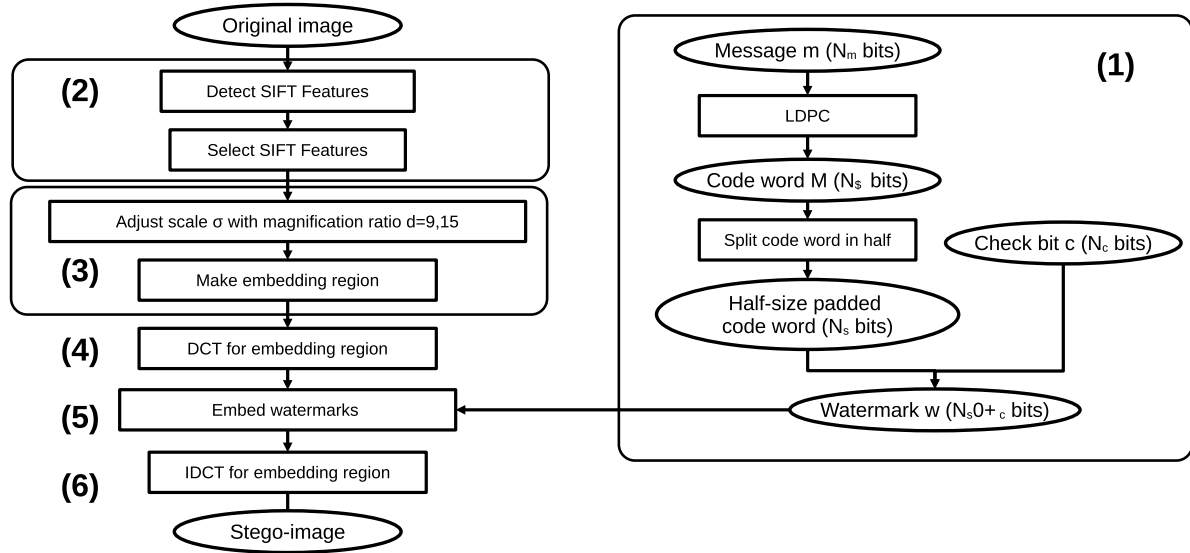 Original image
(2)
Detect SIFT Features
Select SIFT Features
Adjust scale σ with magnification ratio d=9,15
(3)
Make embedding region
(4)
DCT for embedding region
(5)
Embed watermarks
(6)
IDCT for embedding region
Stego-image
(1)
Message m (Nm bits)
LDPC
Code word M (N$ bits)
Split code word in half
Check bit c (Nc bits)
Half-size padded
code word (Ns bits)
Watermark w (Ns0+ c bits)